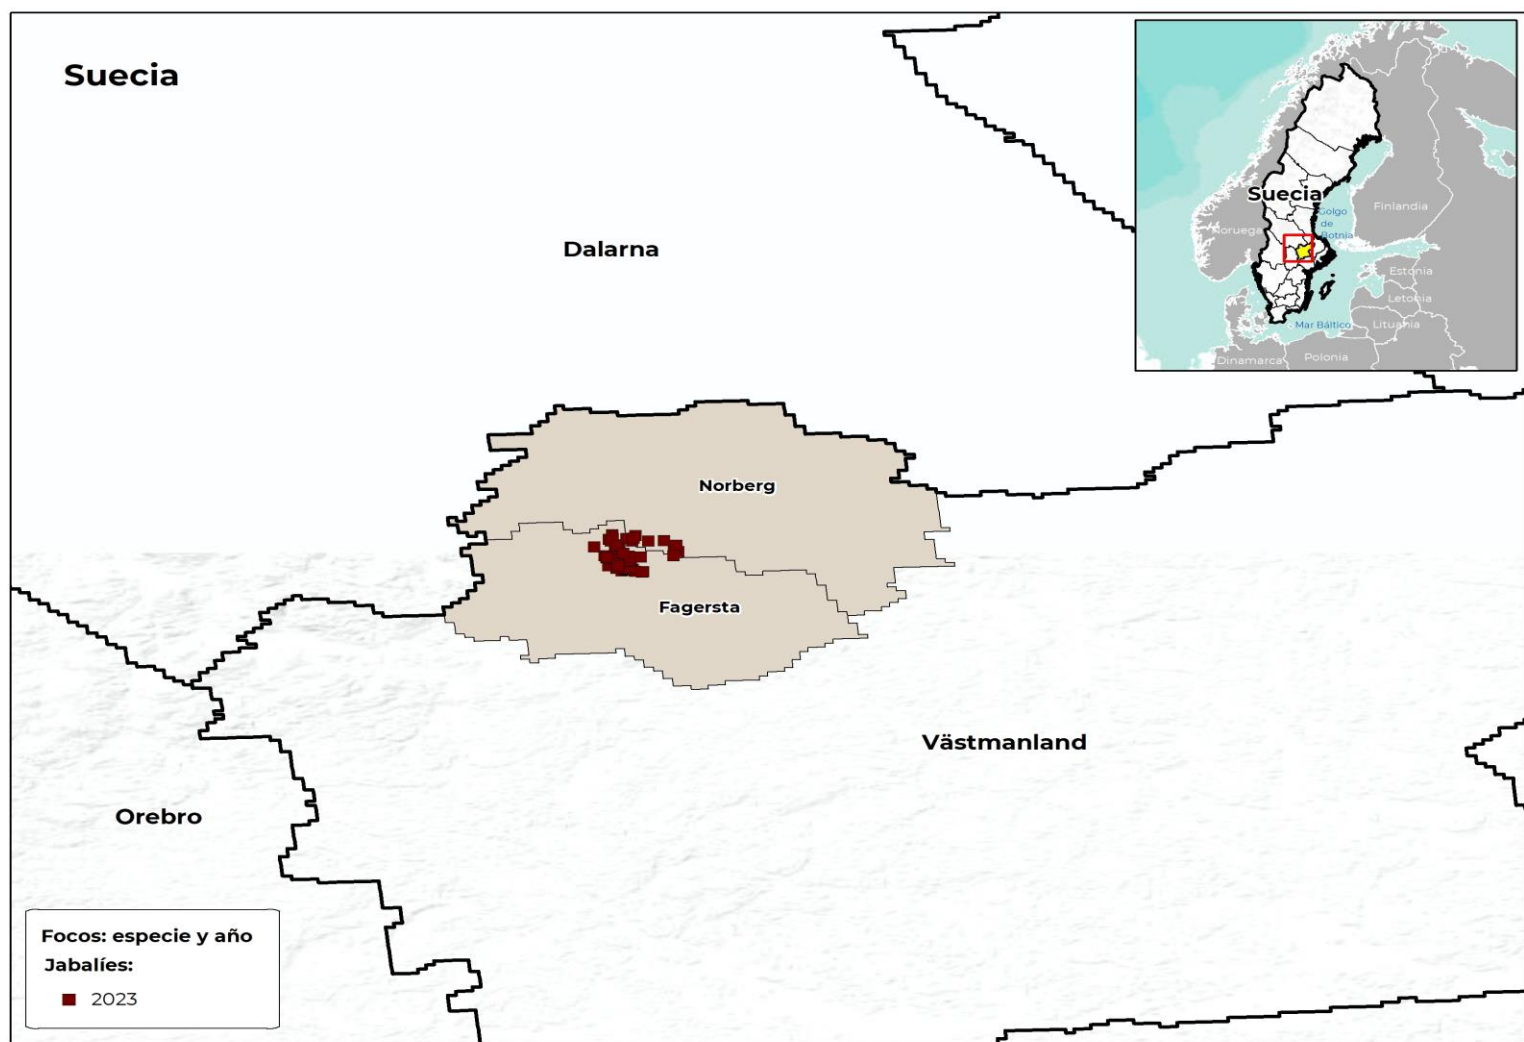 Suecia
Suecia
Golgo
de
Botnia
Finlandia
Noruega
Estonia
Letonia
Mar Báltico
Lituania
Dinamarca
Polonia
Dalarna
Norberg
Fagersta
Västmanland
Orebro
Focos: especie y año
Jabalíes:
2023